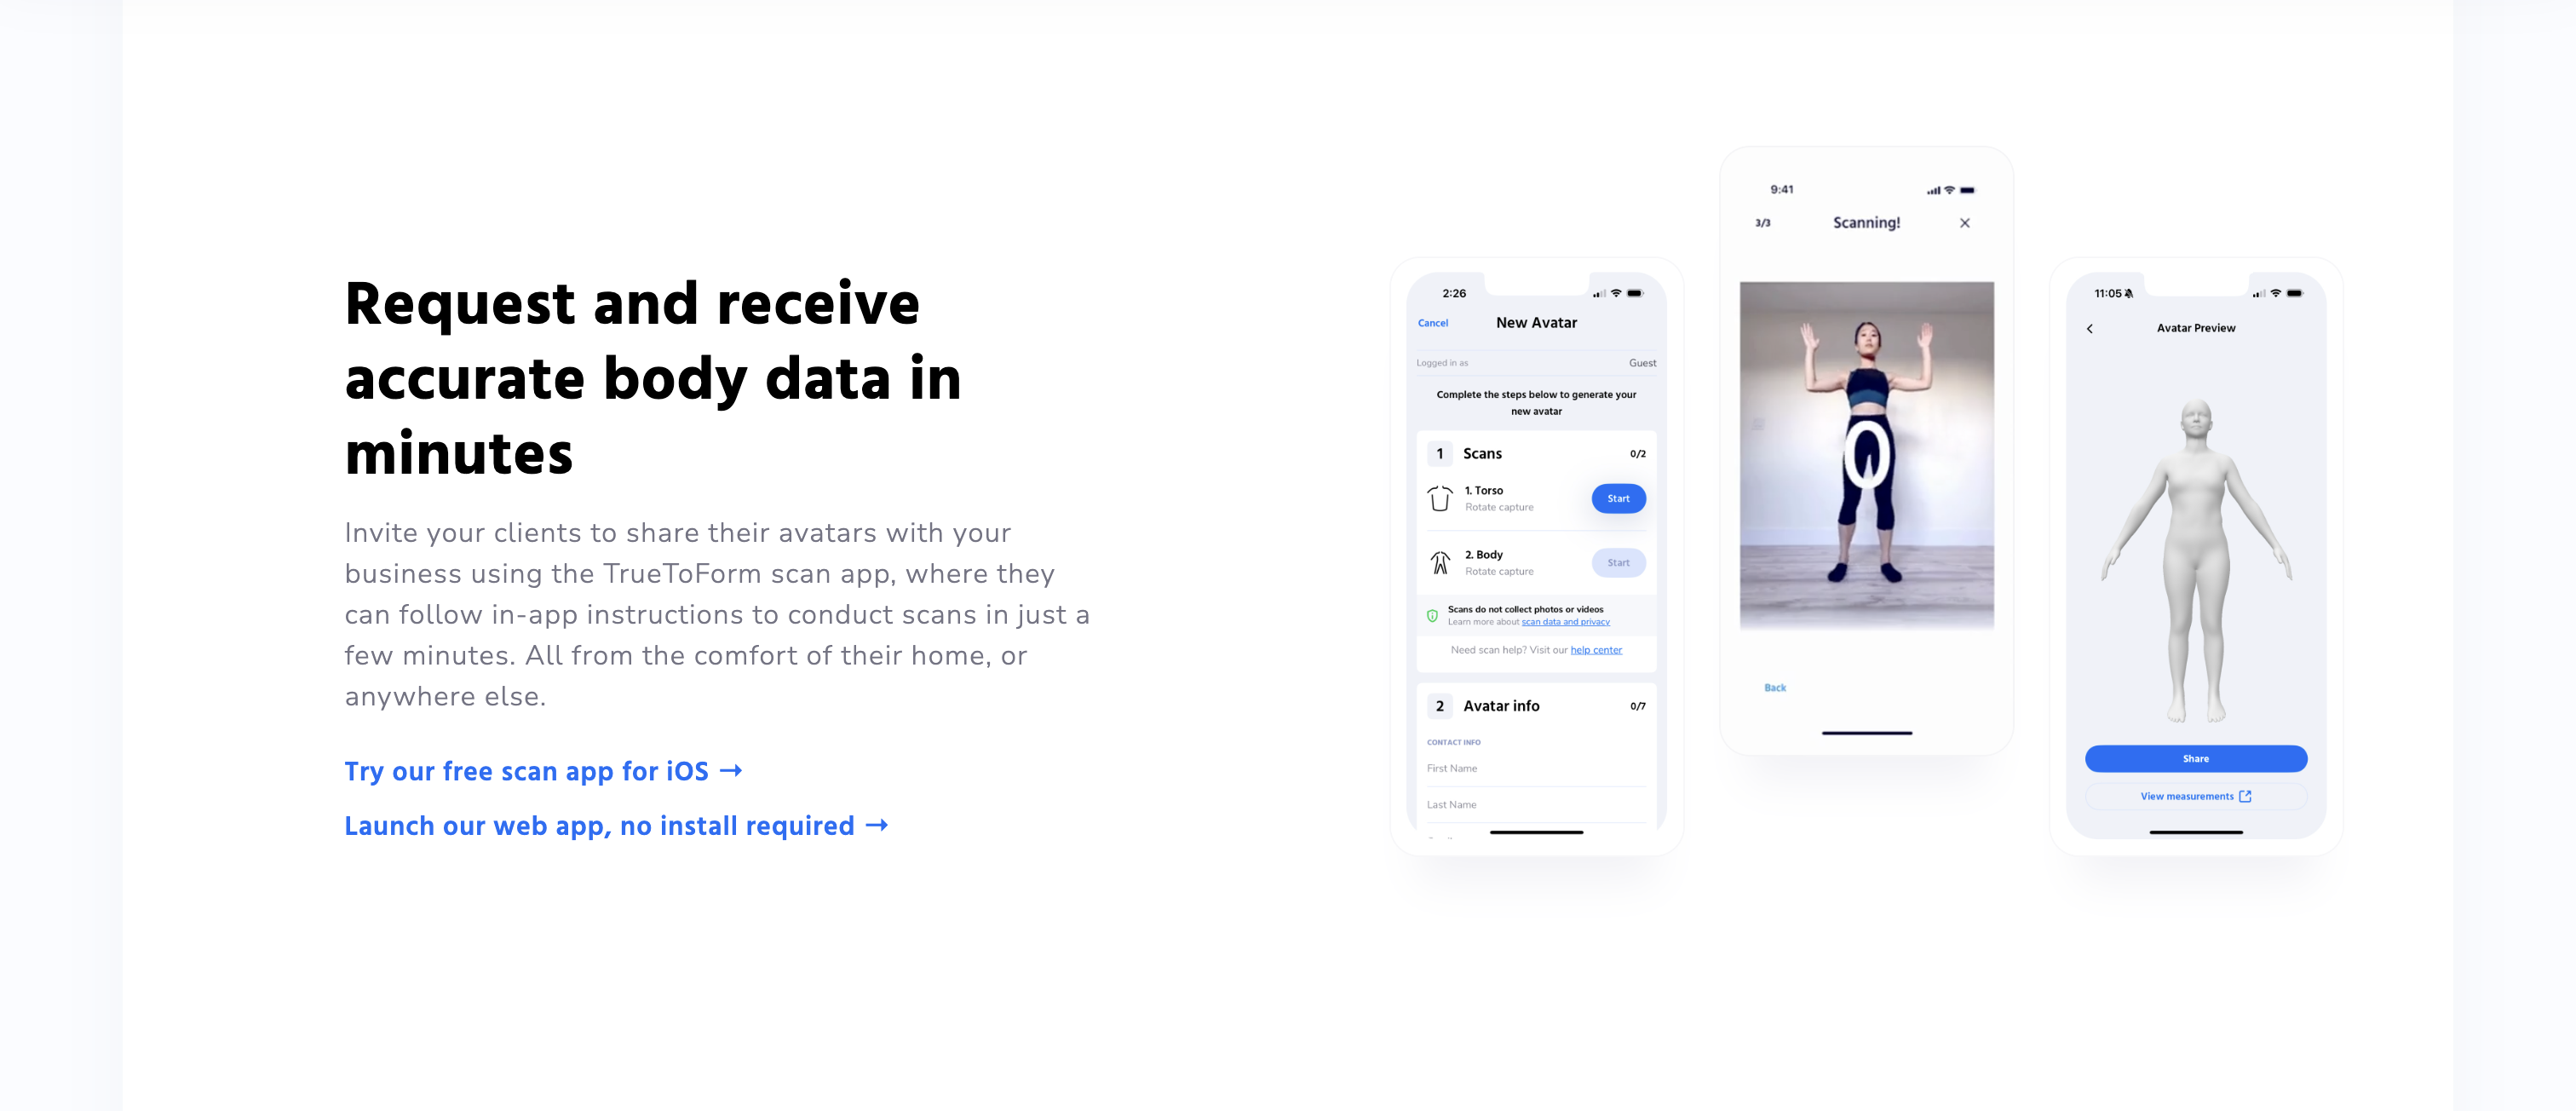 Request and receive
accurate body data in
minutes
Invite your clients to share their avatars with your
business using the TrueToForm scan app, where they
can follow in-app instructions to conduct scans in just a
few minutes. All from the comfort of their home, or
anywhere else.
Try our free scan app for iOS →
Launch our web app, no install required →
2:26
Cancel
New Avatar
Logged in as
Guest
Complete the steps below to generate your
new avatar
1 Scans 0/2
1. Torso
Rotate capture
Start
2. Body
Rotate capture
Start
Scans do not collect photos or videos
Learn more about scan data and privacy
Need scan help? Visit our help center
2 Avatar info 0/7
CONTACT INFO
First Name
Last Name
9:41
3/3 Scanning! ×
0
Back
11:05
Avatar Preview
Share
View measurements